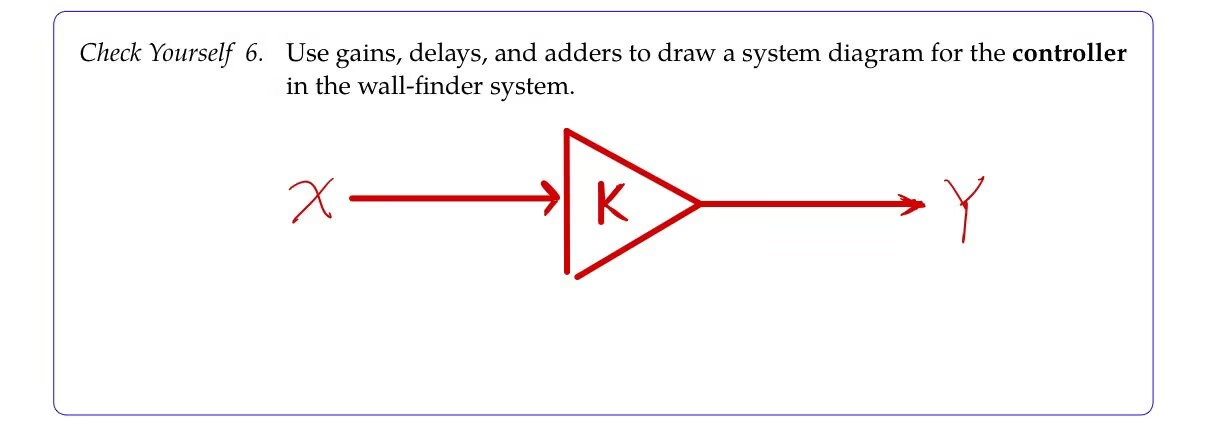 Check Yourself 6. Use gains, delays, and adders to draw a system diagram for the controller
in the wall-finder system.
X K Y